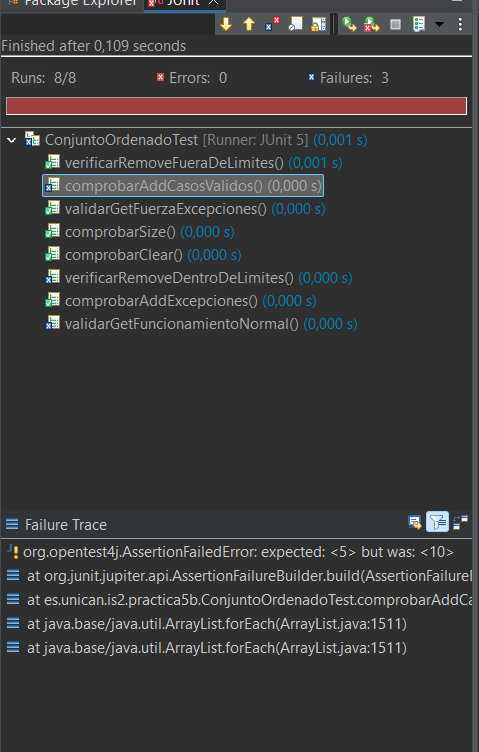 Package Explorer JUnit
Finished after 0,109 seconds
Runs: 8/8 Errors: 0 Failures: 3
ConjuntoOrdenadoTest [Runner: JUnit 5] (0,001 s)
verificarRemoveFueraDeLimites() (0,001 s)
comprobarAddCasosValidos() (0,000 s)
validarGetFuerzaExcepciones() (0,000 s)
comprobarSize() (0,000 s)
comprobarClear() (0,000 s)
verificarRemoveDentroDeLimites() (0,000 s)
comprobarAddExcepciones() (0,000 s)
validarGetFuncionamientoNormal() (0,000 s)
Failure Trace
org.opentest4j.AssertionFailedError: expected: <5> but was: <10>
at org.junit.jupiter.api.AssertionFailureBuilder.build(AssertionFailure
at es.unican.is2.practica5b.ConjuntoOrdenadoTest.comprobarAddCa
at java.base/java.util.ArrayList.forEach(ArrayList.java:1511)
at java.base/java.util.ArrayList.forEach(ArrayList.java:1511)